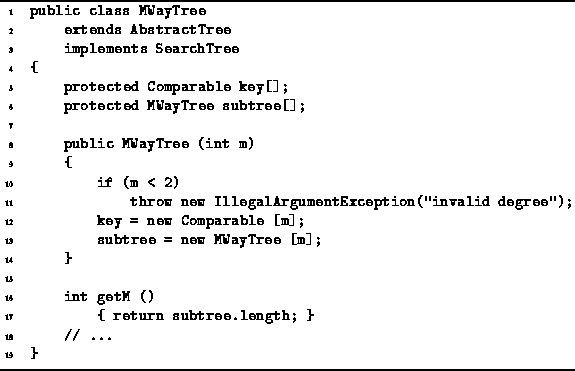 1 public class MWayTree
2     extends AbstractTree
3     implements SearchTree
4 {
5     protected Comparable key[];
6     protected MWayTree subtree[];
7
8     public MWayTree (int m)
9     {
10         if (m < 2)
11             throw new IllegalArgumentException("invalid degree");
12         key = new Comparable [m];
13         subtree = new MWayTree [m];
14     }
15
16     int getM ()
17         { return subtree.length; }
18     // ...
19 }